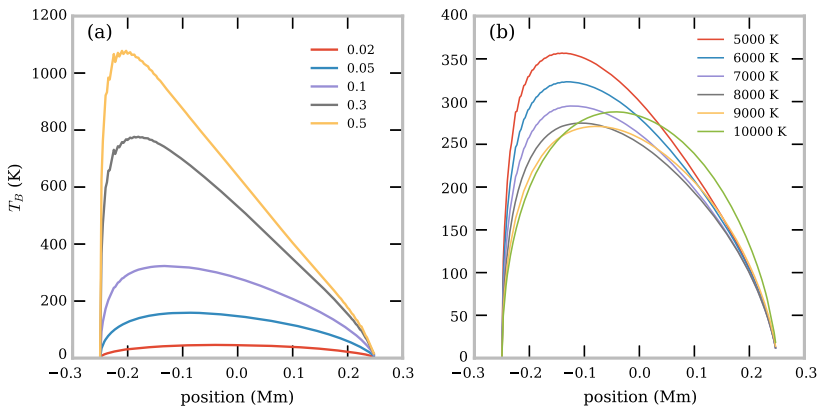 (a)
0.02
0.05
0.1
0.3
0.5
1200
1000
800
600
400
200
0
T_B (K)
−0.3 −0.2 −0.1 0.0 0.1 0.2 0.3
position (Mm)
(b)
5000 K
6000 K
7000 K
8000 K
9000 K
10000 K
400
350
300
250
200
150
100
50
0
−0.3 −0.2 −0.1 0.0 0.1 0.2 0.3
position (Mm)